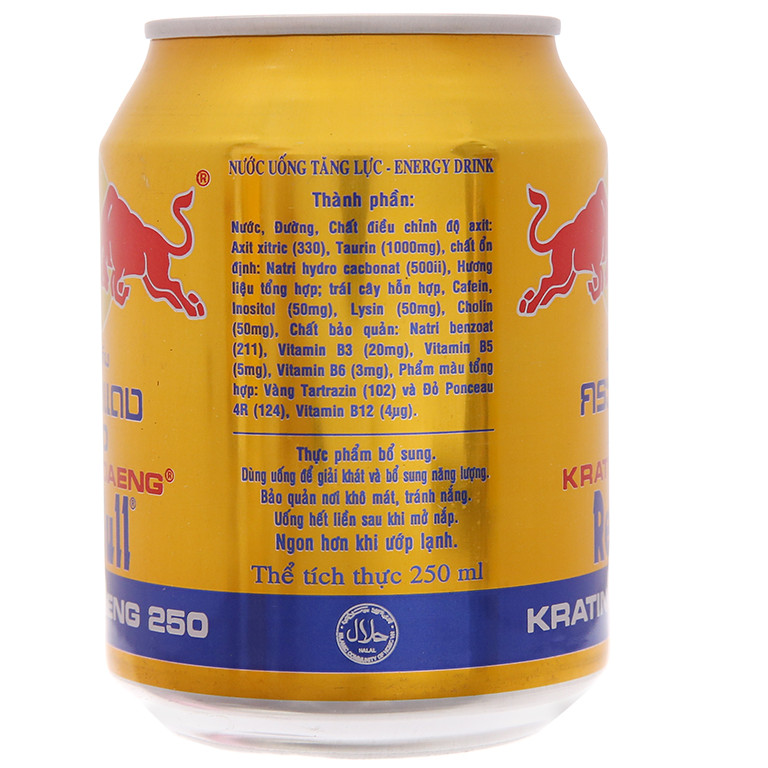 NƯỚC UỐNG TĂNG LỰC - ENERGY DRINK
Thành phần:
Nước, Đường, Chất điều chỉnh độ axit:
Axit xitric (330), Taurin (1000mg), chất ổn
định: Natri hydro cacbonat (500ii), Hương
liệu tổng hợp; trái cây hỗn hợp, Cafein,
Inositol (50mg), Lysin (50mg), Cholin
(50mg), Chất bảo quản: Natri benzoat
(211), Vitamin B3 (20mg), Vitamin B5
(5mg), Vitamin B6 (3mg), Phẩm màu tổng
hợp: Vàng Tartrazin (102) và Đỏ Ponceau
4R (124), Vitamin B12 (4µg).
Thực phẩm bổ sung.
Dùng uống để giải khát và bổ sung năng lượng.
Bảo quản nơi khô mát, tránh nắng.
Uống hết liền sau khi mở nắp.
Ngon hơn khi ướp lạnh.
Thể tích thực 250 ml
®
AENG®
ull®
ENG 250
حلال
HALAL
KRAT
Re
KRATIN